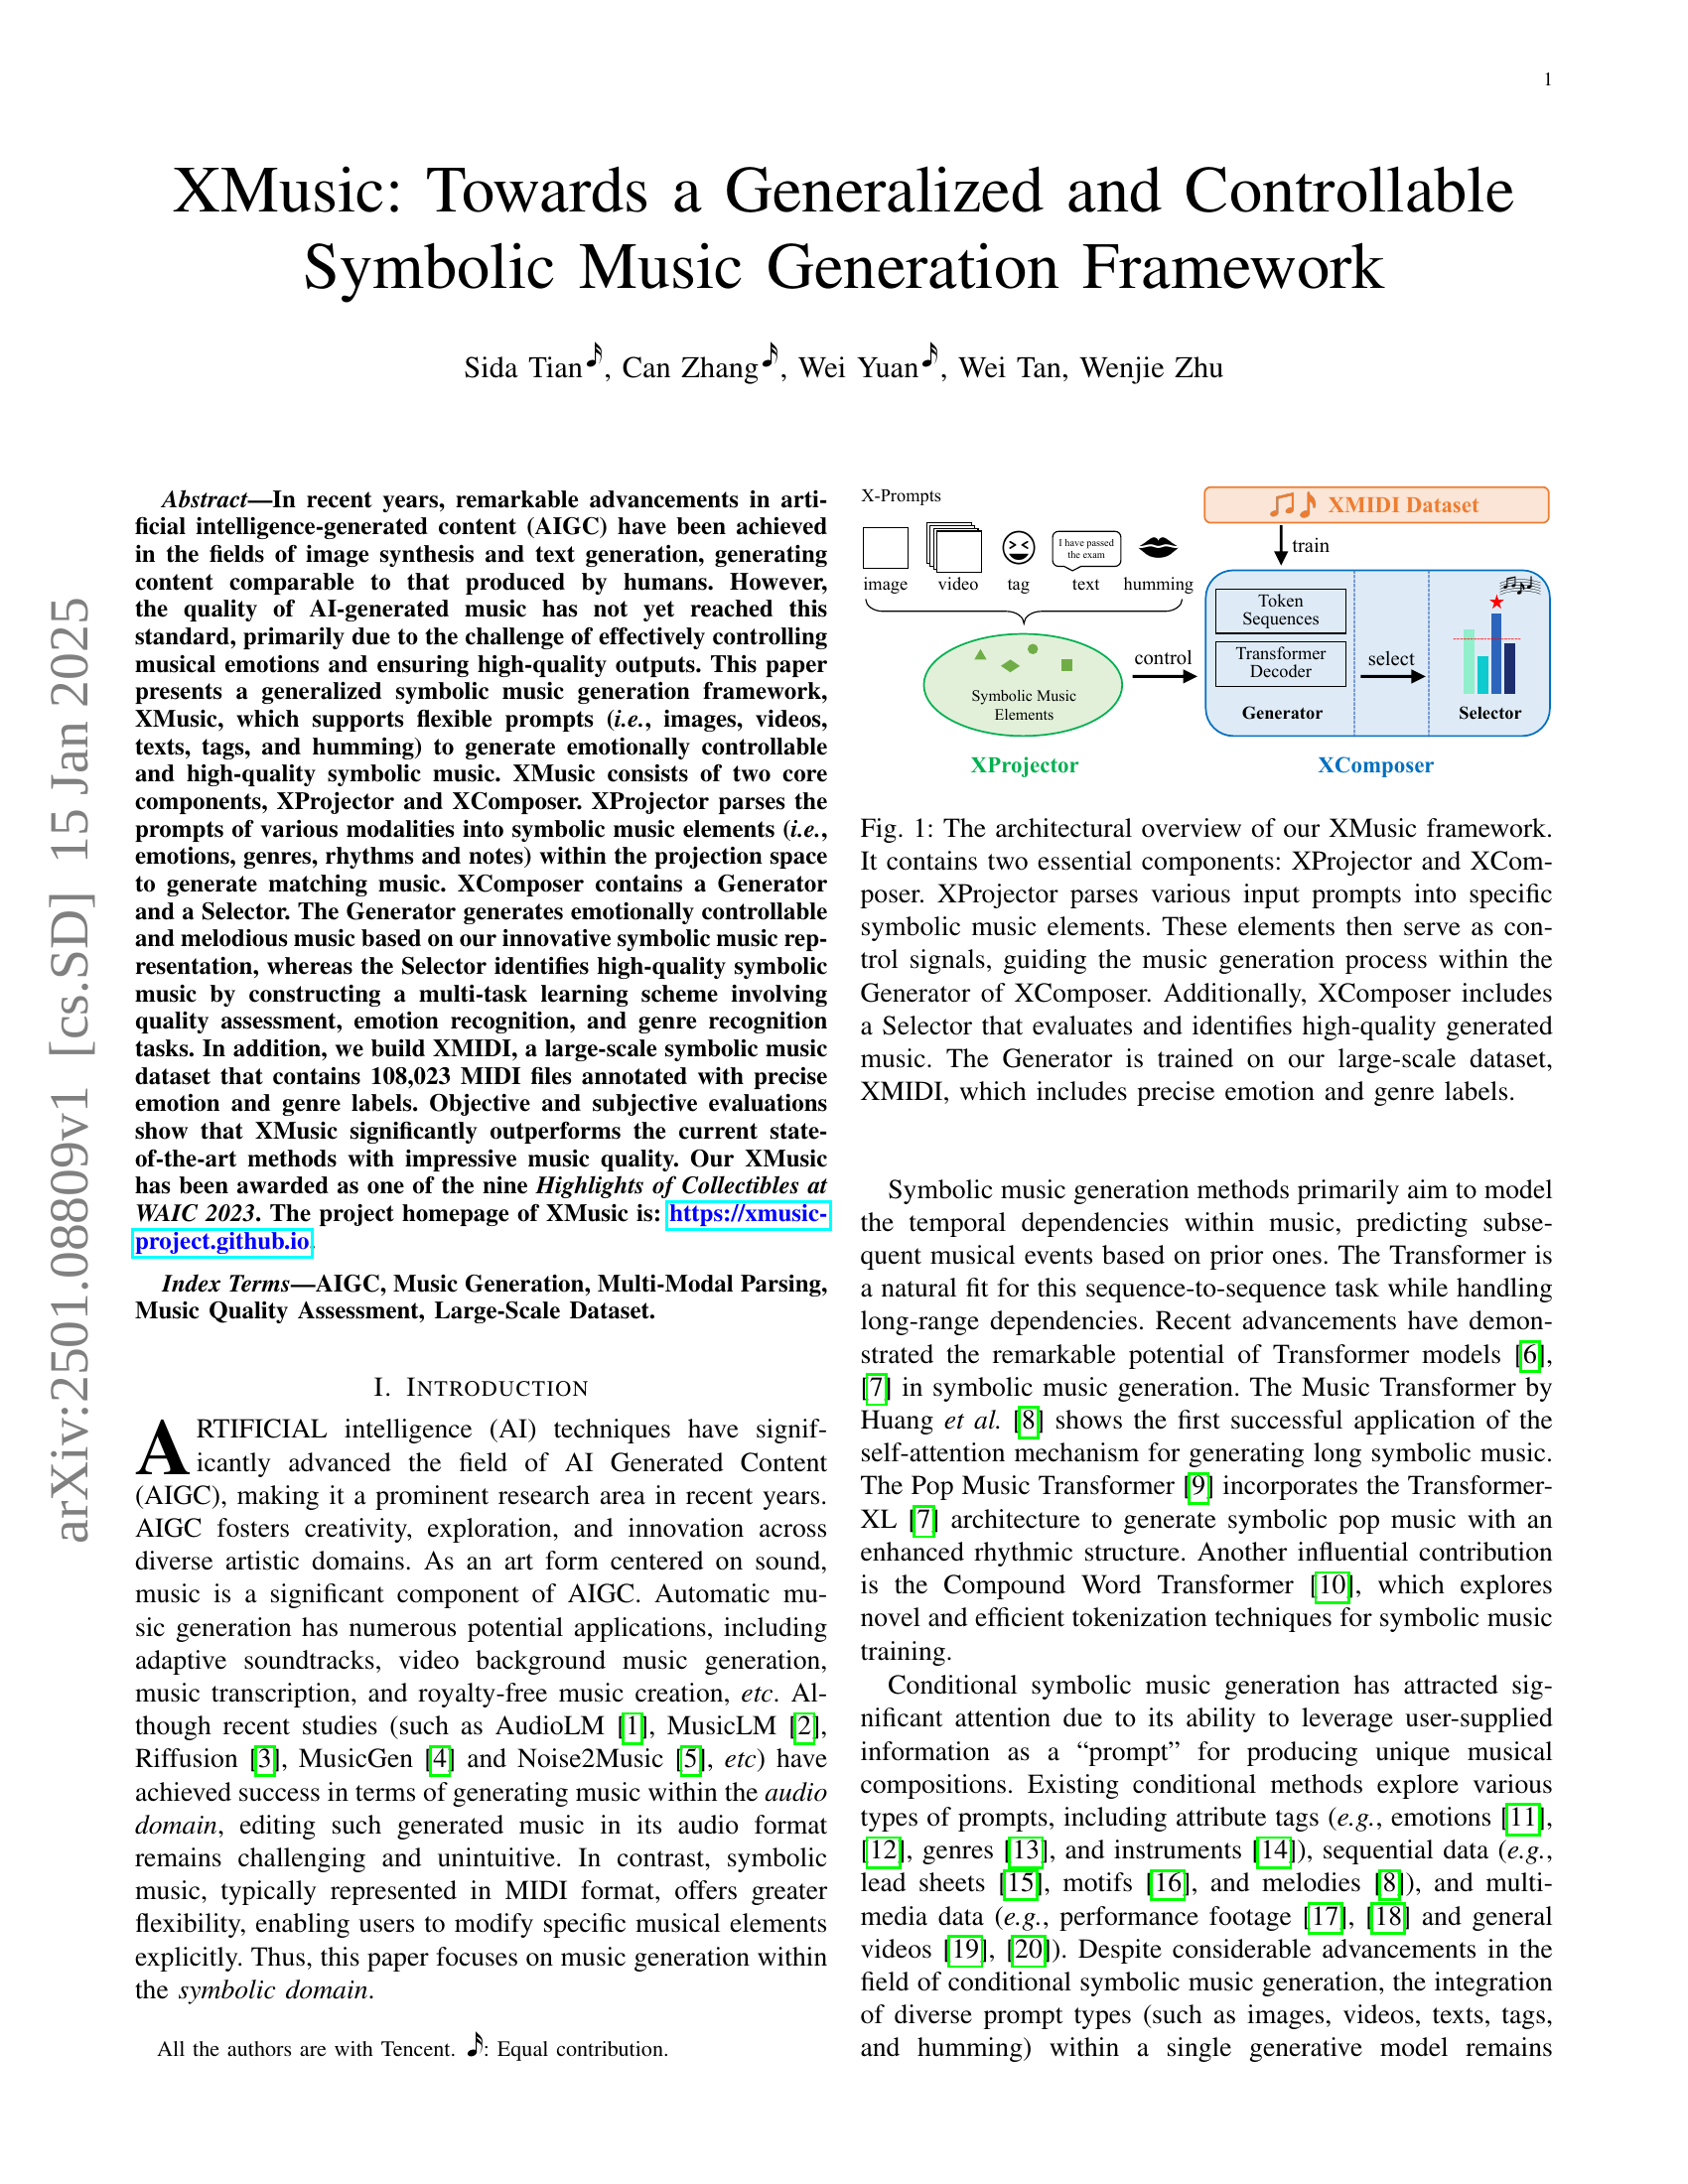 1
XMusic: Towards a Generalized and Controllable
Symbolic Music Generation Framework
Sida Tian, Can Zhang, Wei Yuan, Wei Tan, Wenjie Zhu
arXiv:2501.08809v1 [cs.SD] 15 Jan 2025
Abstract—In recent years, remarkable advancements in arti-
ficial intelligence-generated content (AIGC) have been achieved
in the fields of image synthesis and text generation, generating
content comparable to that produced by humans. However,
the quality of AI-generated music has not yet reached this
standard, primarily due to the challenge of effectively controlling
musical emotions and ensuring high-quality outputs. This paper
presents a generalized symbolic music generation framework,
XMusic, which supports flexible prompts (i.e., images, videos,
texts, tags, and humming) to generate emotionally controllable
and high-quality symbolic music. XMusic consists of two core
components, XProjector and XComposer. XProjector parses the
prompts of various modalities into symbolic music elements (i.e.,
emotions, genres, rhythms and notes) within the projection space
to generate matching music. XComposer contains a Generator
and a Selector. The Generator generates emotionally controllable
and melodious music based on our innovative symbolic music rep-
resentation, whereas the Selector identifies high-quality symbolic
music by constructing a multi-task learning scheme involving
quality assessment, emotion recognition, and genre recognition
tasks. In addition, we build XMIDI, a large-scale symbolic music
dataset that contains 108,023 MIDI files annotated with precise
emotion and genre labels. Objective and subjective evaluations
show that XMusic significantly outperforms the current state-
of-the-art methods with impressive music quality. Our XMusic
has been awarded as one of the nine Highlights of Collectibles at
WAIC 2023. The project homepage of XMusic is: https://xmusic-
project.github.io.
Index Terms—AIGC, Music Generation, Multi-Modal Parsing,
Music Quality Assessment, Large-Scale Dataset.
I. INTRODUCTION
ARTIFICIAL intelligence (AI) techniques have signif-
icantly advanced the field of AI Generated Content
(AIGC), making it a prominent research area in recent years.
AIGC fosters creativity, exploration, and innovation across
diverse artistic domains. As an art form centered on sound,
music is a significant component of AIGC. Automatic mu-
sic generation has numerous potential applications, including
adaptive soundtracks, video background music generation,
music transcription, and royalty-free music creation, etc. Al-
though recent studies (such as AudioLM [1], MusicLM [2],
Riffusion [3], MusicGen [4] and Noise2Music [5], etc) have
achieved success in terms of generating music within the audio
domain, editing such generated music in its audio format
remains challenging and unintuitive. In contrast, symbolic
music, typically represented in MIDI format, offers greater
flexibility, enabling users to modify specific musical elements
explicitly. Thus, this paper focuses on music generation within
the symbolic domain.
All the authors are with Tencent. : Equal contribution.
X-Prompts
image
video
tag
I have passed
the exam
text
humming
Symbolic Music
Elements
XProjector
control
XMIDI Dataset
train
Token
Sequences
Transformer
Decoder
Generator
select
Selector
XComposer
Fig. 1: The architectural overview of our XMusic framework.
It contains two essential components: XProjector and XCom-
poser. XProjector parses various input prompts into specific
symbolic music elements. These elements then serve as con-
trol signals, guiding the music generation process within the
Generator of XComposer. Additionally, XComposer includes
a Selector that evaluates and identifies high-quality generated
music. The Generator is trained on our large-scale dataset,
XMIDI, which includes precise emotion and genre labels.
Symbolic music generation methods primarily aim to model
the temporal dependencies within music, predicting subse-
quent musical events based on prior ones. The Transformer is
a natural fit for this sequence-to-sequence task while handling
long-range dependencies. Recent advancements have demon-
strated the remarkable potential of Transformer models [6],
[7] in symbolic music generation. The Music Transformer by
Huang et al. [8] shows the first successful application of the
self-attention mechanism for generating long symbolic music.
The Pop Music Transformer [9] incorporates the Transformer-
XL [7] architecture to generate symbolic pop music with an
enhanced rhythmic structure. Another influential contribution
is the Compound Word Transformer [10], which explores
novel and efficient tokenization techniques for symbolic music
training.
Conditional symbolic music generation has attracted sig-
nificant attention due to its ability to leverage user-supplied
information as a “prompt” for producing unique musical
compositions. Existing conditional methods explore various
types of prompts, including attribute tags (e.g., emotions [11],
[12], genres [13], and instruments [14]), sequential data (e.g.,
lead sheets [15], motifs [16], and melodies [8]), and multi-
media data (e.g., performance footage [17], [18] and general
videos [19], [20]). Despite considerable advancements in the
field of conditional symbolic music generation, the integration
of diverse prompt types (such as images, videos, texts, tags,
and humming) within a single generative model remains